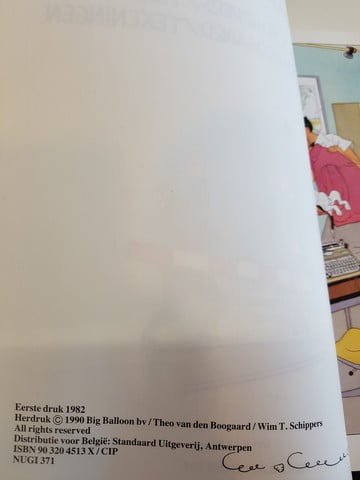 Eerste druk 1982
Herdruk © 1990 Big Balloon bv / Theo van den Boogaard / Wim T. Schippers
All rights reserved
Distributie voor België: Standaard Uitgeverij, Antwerpen
ISBN 90 320 4513 X / CIP
NUGI 371